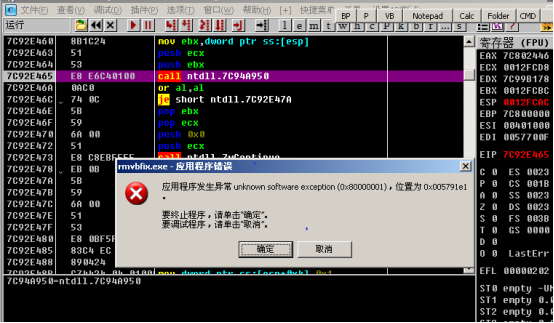 文件(F) 查看(V) 调试(D) 插件(P) 选项(T) 窗口(W) 帮助(H) [+] 快捷菜单
BP P VB Notepad Calc Folder CMD
运行
l e m t w h c
寄存器 (FPU)
7C92E460 8B1C24 mov ebx,dword ptr ss:[esp]
7C92E463 51 push ecx
7C92E464 53 push ebx
7C92E465 E8 E6C40100 call ntdll.7C94A950
7C92E46A 0AC0 or al,al
7C92E46C 74 0C je short ntdll.7C92E47A
7C92E46E 5B pop ebx
7C92E46F 59 pop ecx
7C92E470 6A 00 push 0x0
7C92E472 51 push ecx
7C92E473 E8 C8EBFFFF call ntdll.ZwContinue
7C92E478 EB 0B
7C92E47A 5B
7C92E47B 59
7C92E47C 6A 00
7C92E47E 51
7C92E47F 53
7C92E480 E8 0BF5F
7C92E485 83C4 EC
7C92E488 890424
7C92E48B C74424 04 0100 mov dword ptr ss:[esp+0x4],0x1
7C94A950=ntdll.7C94A950
EAX 7C802446
ECX 0012FCD8
EDX 7C99B178
EBX 0012FCBC
ESP 0012FCAC
EBP 7C800000
ESI 00401000
EDI 0057700F
EIP 7C92E465
C 0 ES 0023
P 0 CS 001B
A 0 SS 0023
Z 0 DS 0023
S 0 FS 003B
T 0 GS 0000
D 0
O 0 LastErr
EFL 00000202
ST0 empty -UN
ST1 empty 0.0
ST2 empty 0.0
ST3 empty 0.0
rmvbfix.exe - 应用程序错误
应用程序发生异常 unknown software exception (0x80000001)，位置为 0x005791e1
。
要终止程序，请单击“确定”。
要调试程序，请单击“取消”。
确定 取消